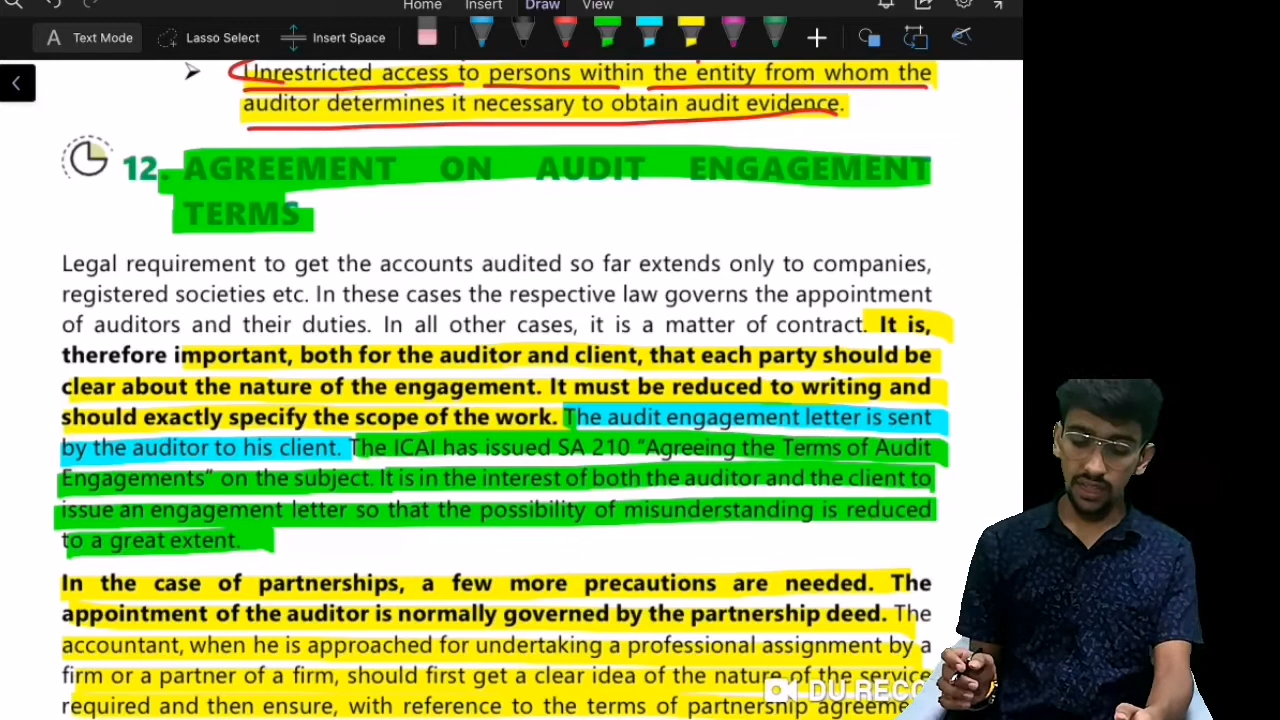 Home Insert Draw View
Text Mode Lasso Select Insert Space
Unrestricted access to persons within the entity from whom the
auditor determines it necessary to obtain audit evidence.
12. AGREEMENT ON AUDIT ENGAGEMENT
TERMS
Legal requirement to get the accounts audited so far extends only to companies,
registered societies etc. In these cases the respective law governs the appointment
of auditors and their duties. In all other cases, it is a matter of contract. It is,
therefore important, both for the auditor and client, that each party should be
clear about the nature of the engagement. It must be reduced to writing and
should exactly specify the scope of the work. The audit engagement letter is sent
by the auditor to his client. The ICAI has issued SA 210 "Agreeing the Terms of Audit
Engagements" on the subject. It is in the interest of both the auditor and the client to
issue an engagement letter so that the possibility of misunderstanding is reduced
to a great extent.
In the case of partnerships, a few more precautions are needed. The
appointment of the auditor is normally governed by the partnership deed. The
accountant, when he is approached for undertaking a professional assignment by a
firm or a partner of a firm, should first get a clear idea of the nature of the service
required and then ensure, with reference to the terms of partnership
DU REC